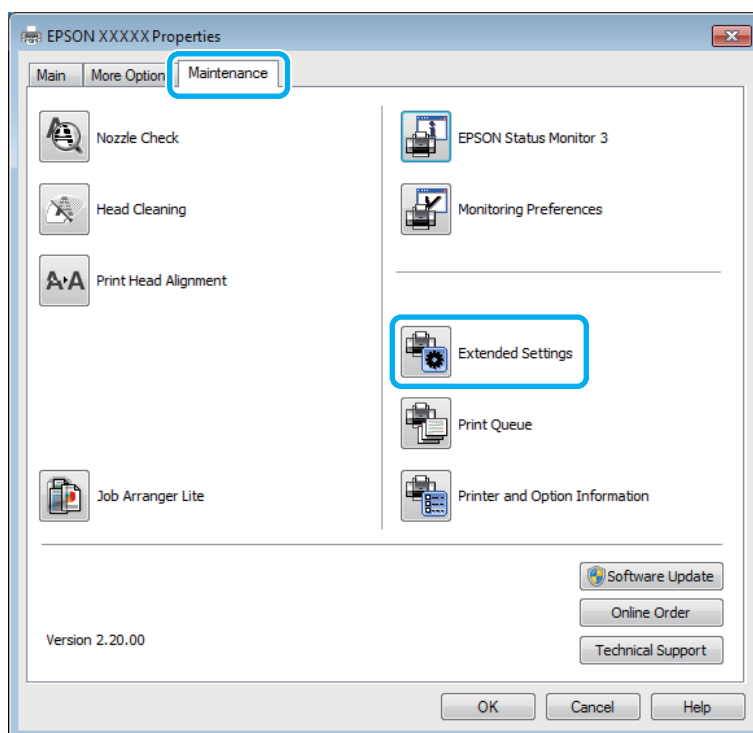 EPSON XXXXX Properties
Main
More Option
Maintenance
Nozzle Check
EPSON Status Monitor 3
Head Cleaning
Monitoring Preferences
A A
Print Head Alignment
Extended Settings
Print Queue
Job Arranger Lite
Printer and Option Information
Software Update
Online Order
Version 2.20.00
Technical Support
OK
Cancel
Help